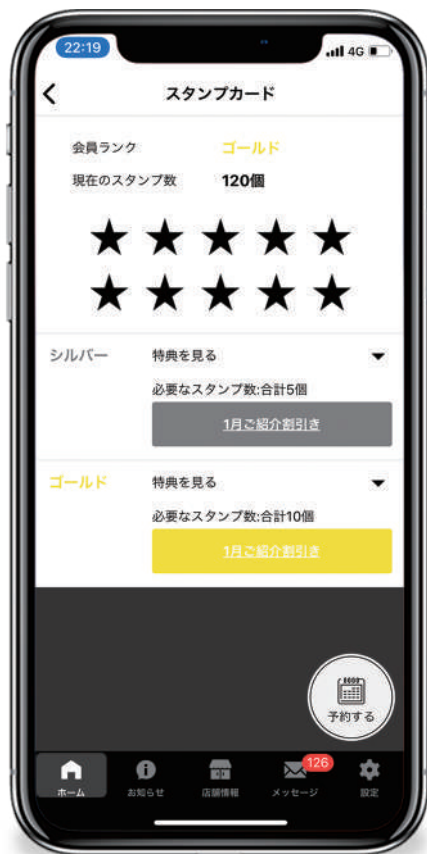 22:19
4G
スタンプカード
会員ランク ゴールド
現在のスタンプ数 120個
シルバー 特典を見る
必要なスタンプ数:合計5個
1月ご紹介割引き
ゴールド 特典を見る
必要なスタンプ数:合計10個
1月ご紹介割引き
予約する
126
ホーム お知らせ 店舗情報 メッセージ 設定